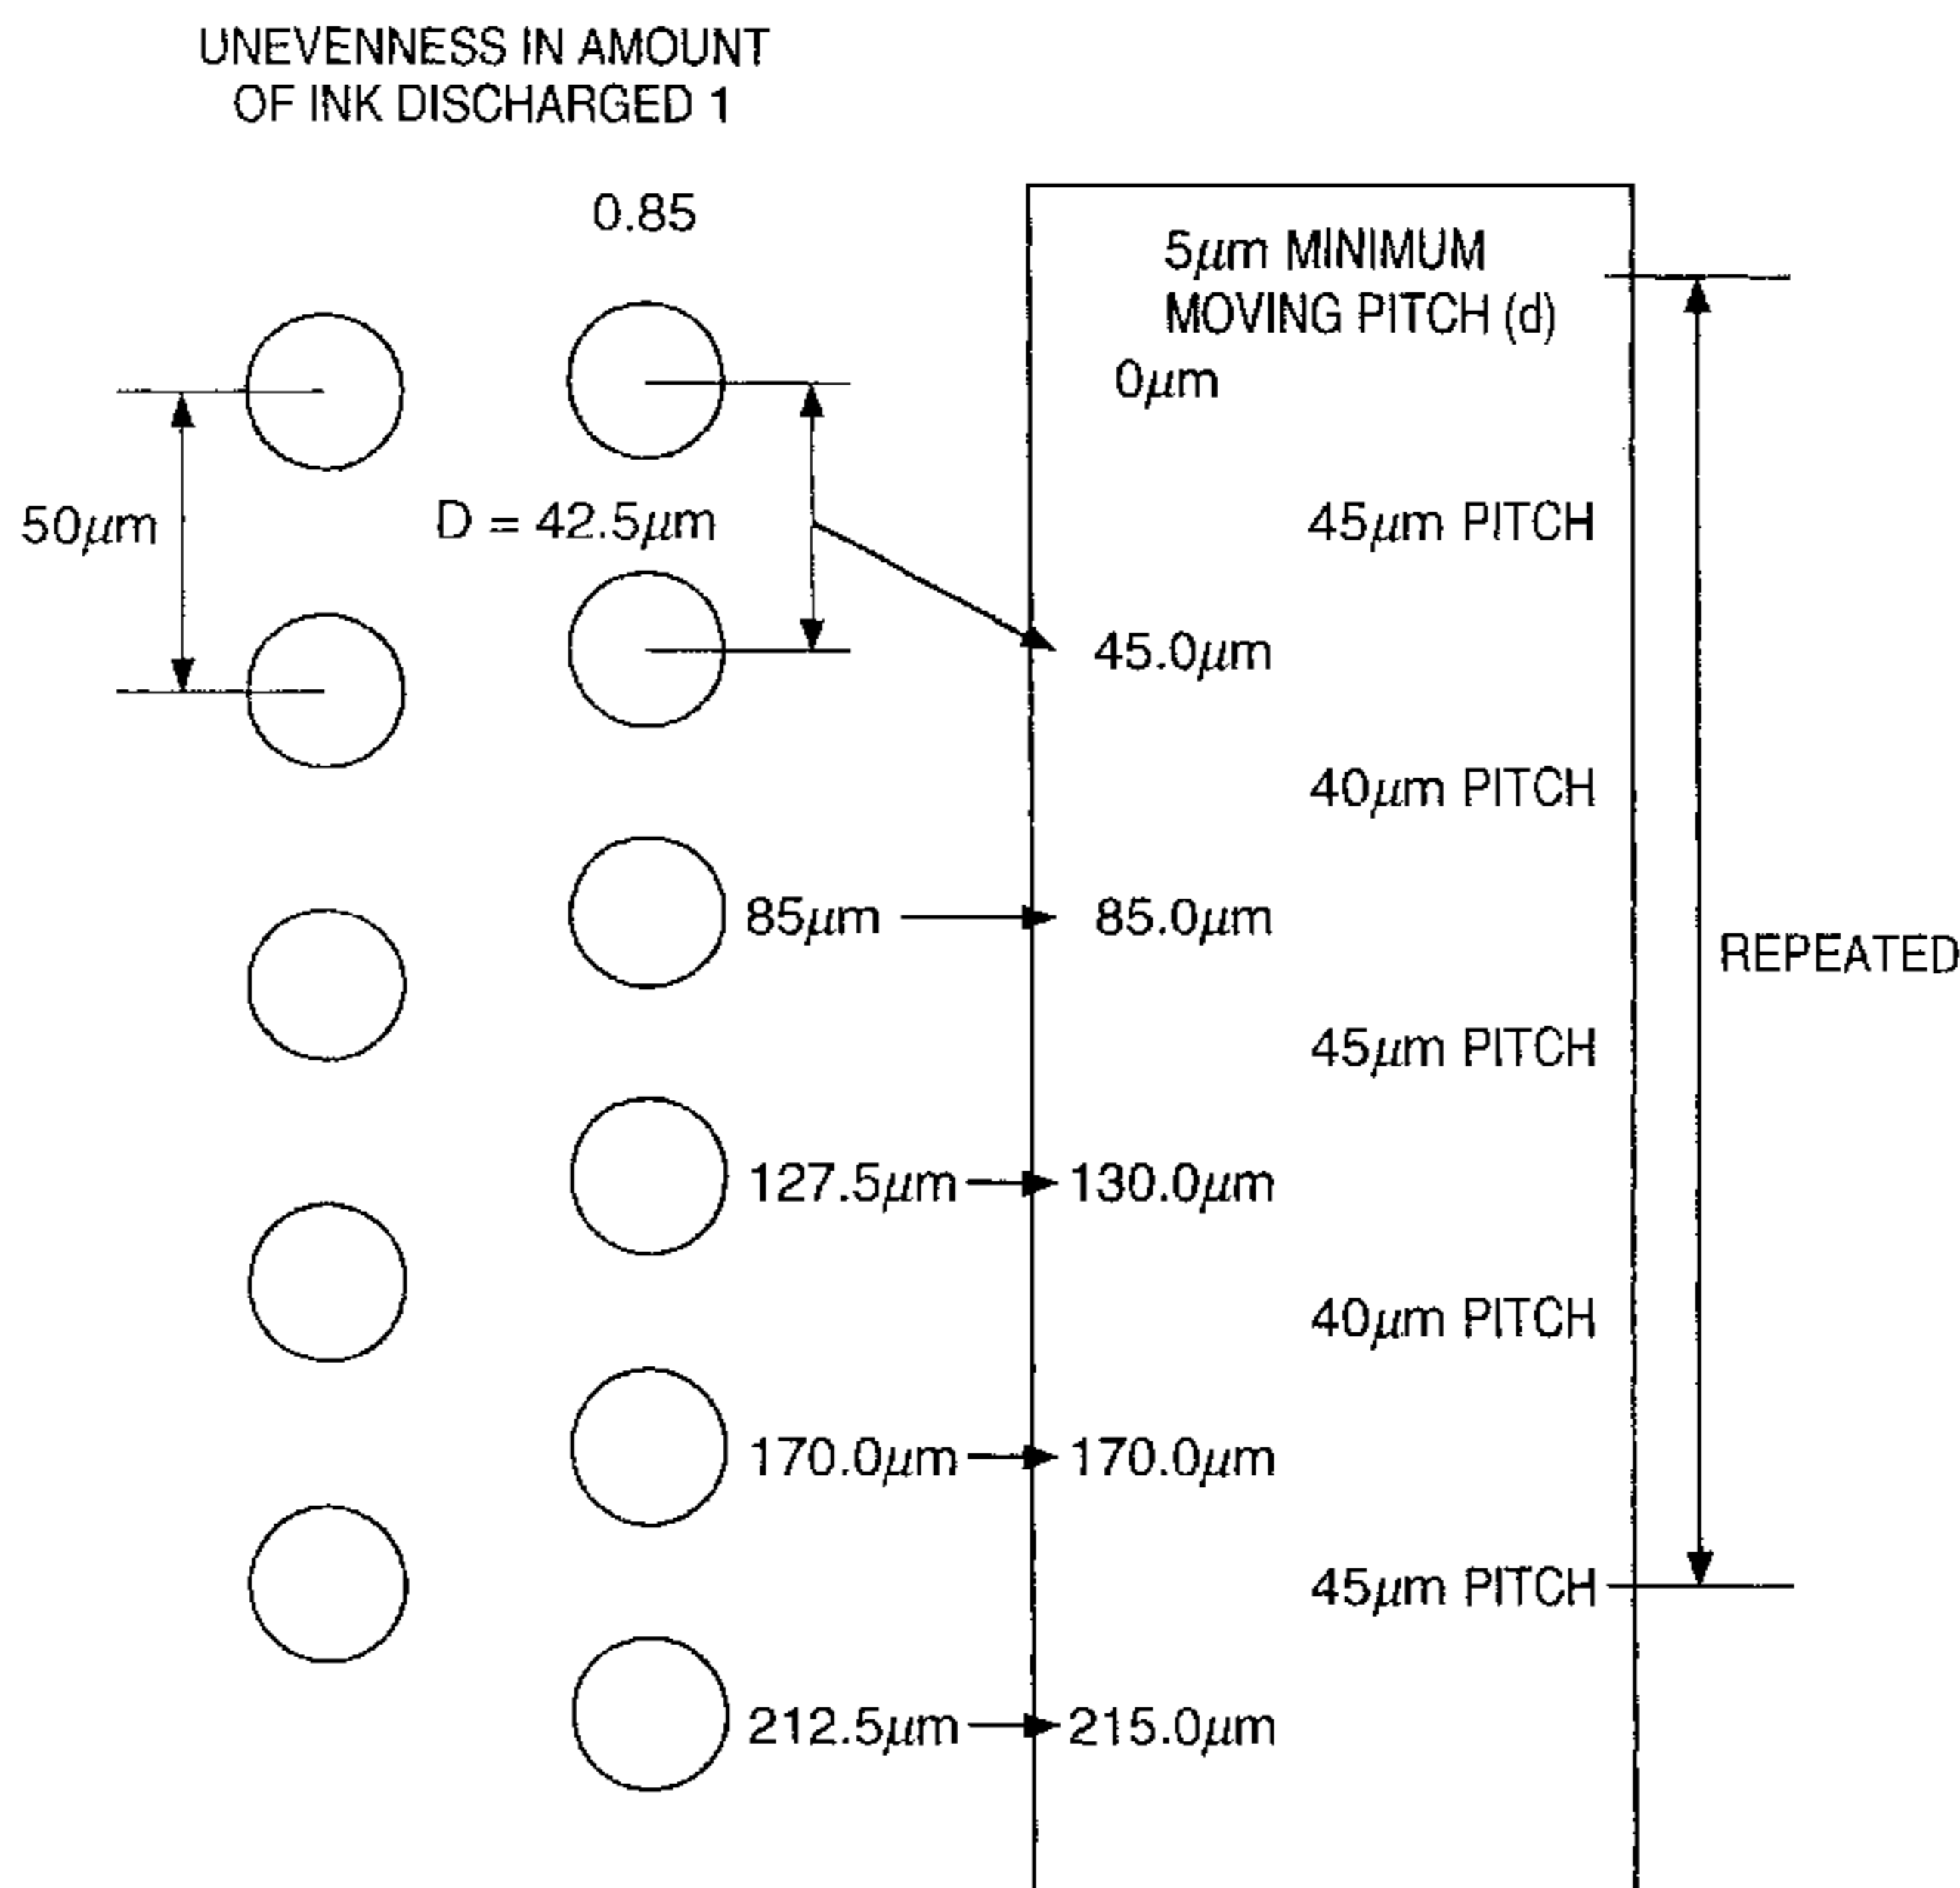 UNEVENNESS IN AMOUNT
OF INK DISCHARGED 1
0.85
5μm MINIMUM
MOVING PITCH (d)
0μm
50μm
D = 42.5μm
45μm PITCH
45.0μm
40μm PITCH
85μm
85.0μm
REPEATED
45μm PITCH
127.5μm
130.0μm
40μm PITCH
170.0μm
170.0μm
45μm PITCH
212.5μm
215.0μm